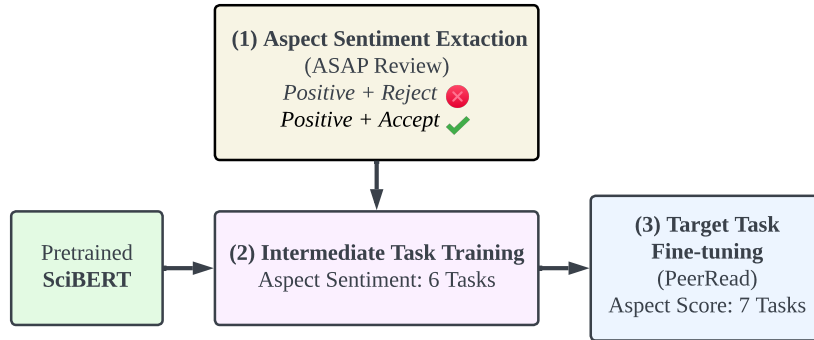 (1) Aspect Sentiment Extaction
(ASAP Review)
Positive + Reject
Positive + Accept
Pretrained
SciBERT
(2) Intermediate Task Training
Aspect Sentiment: 6 Tasks
(3) Target Task
Fine-tuning
(PeerRead)
Aspect Score: 7 Tasks